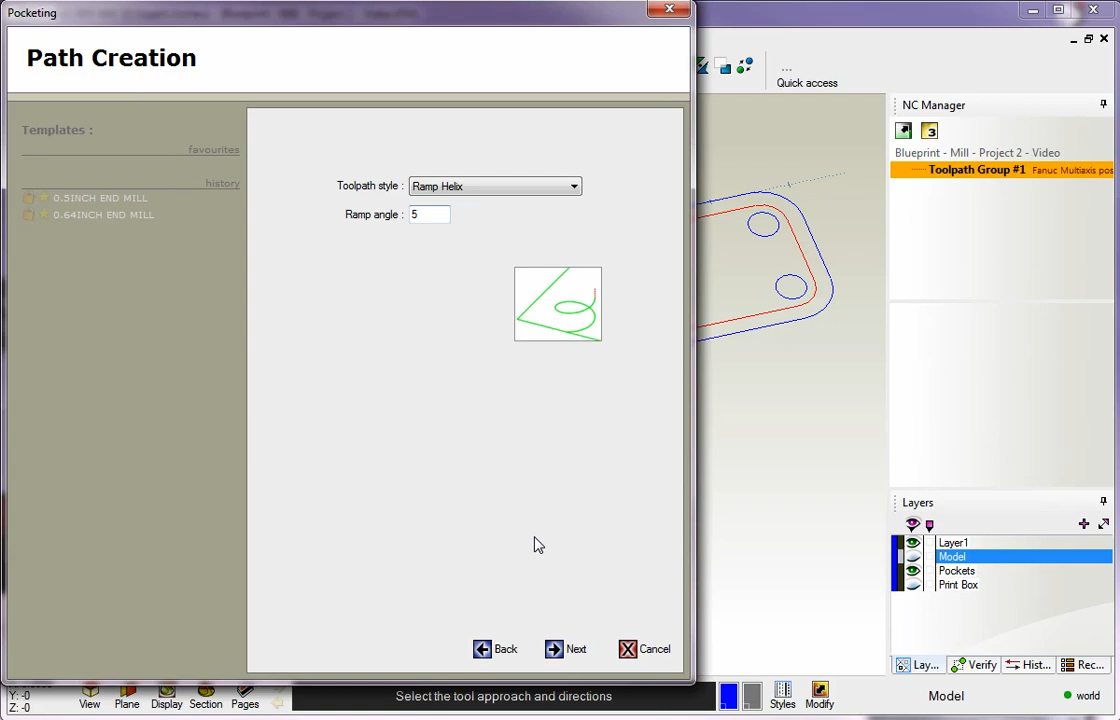 Pocketing
Path Creation
Templates :
favourites
history
0.5INCH END MILL
0.64INCH END MILL
Toolpath style :
Ramp Helix
Ramp angle :
5
Back
Next
Cancel
...
Quick access
NC Manager
3
Blueprint - Mill - Project 2 - Video
Toolpath Group #1 Fanuc Multiaxis pos
Layers
Layer1
Model
Pockets
Print Box
Lay...
Verify
Hist...
Rec...
Y: -0
Z: -0
View
Plane
Display
Section
Pages
Select the tool approach and directions
Styles
Modify
Model
world